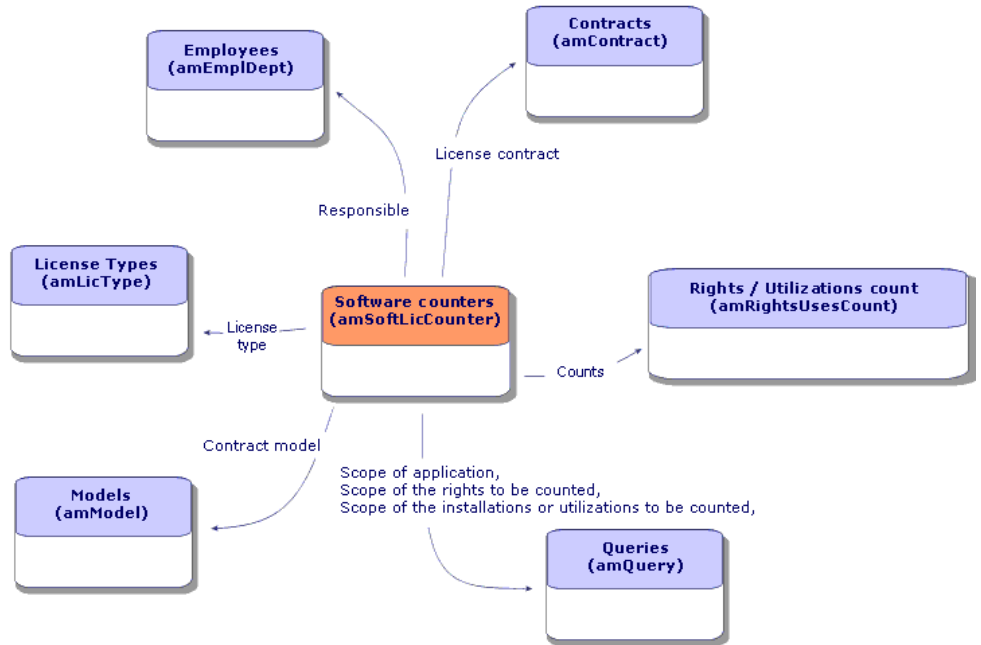 Contracts
(amContract)
Employees
(amEmplDept)
License contract
Responsible
License Types
(amLicType)
Rights / Utilizations count
(amRightsUsesCount)
Software counters
(amSoftLicCounter)
License
type
Counts
Contract model
Scope of application,
Scope of the rights to be counted,
Scope of the installations or utilizations to be counted,
Models
(amModel)
Queries
(amQuery)